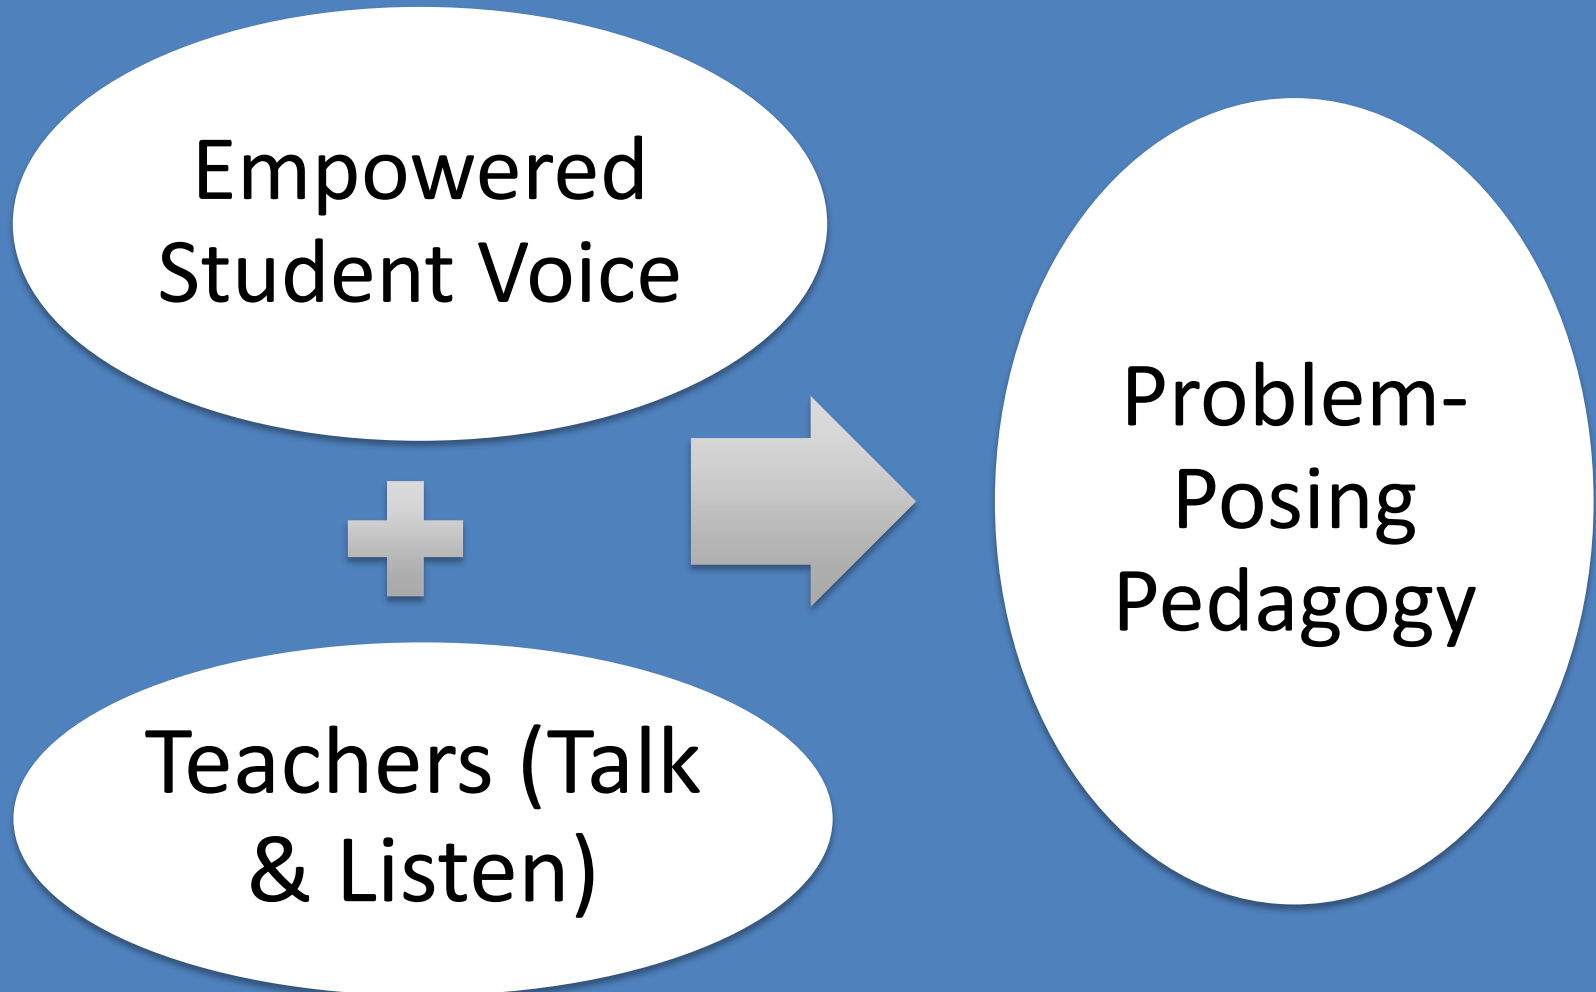 Empowered
Student Voice
Teachers (Talk
& Listen)
Problem-
Posing
Pedagogy